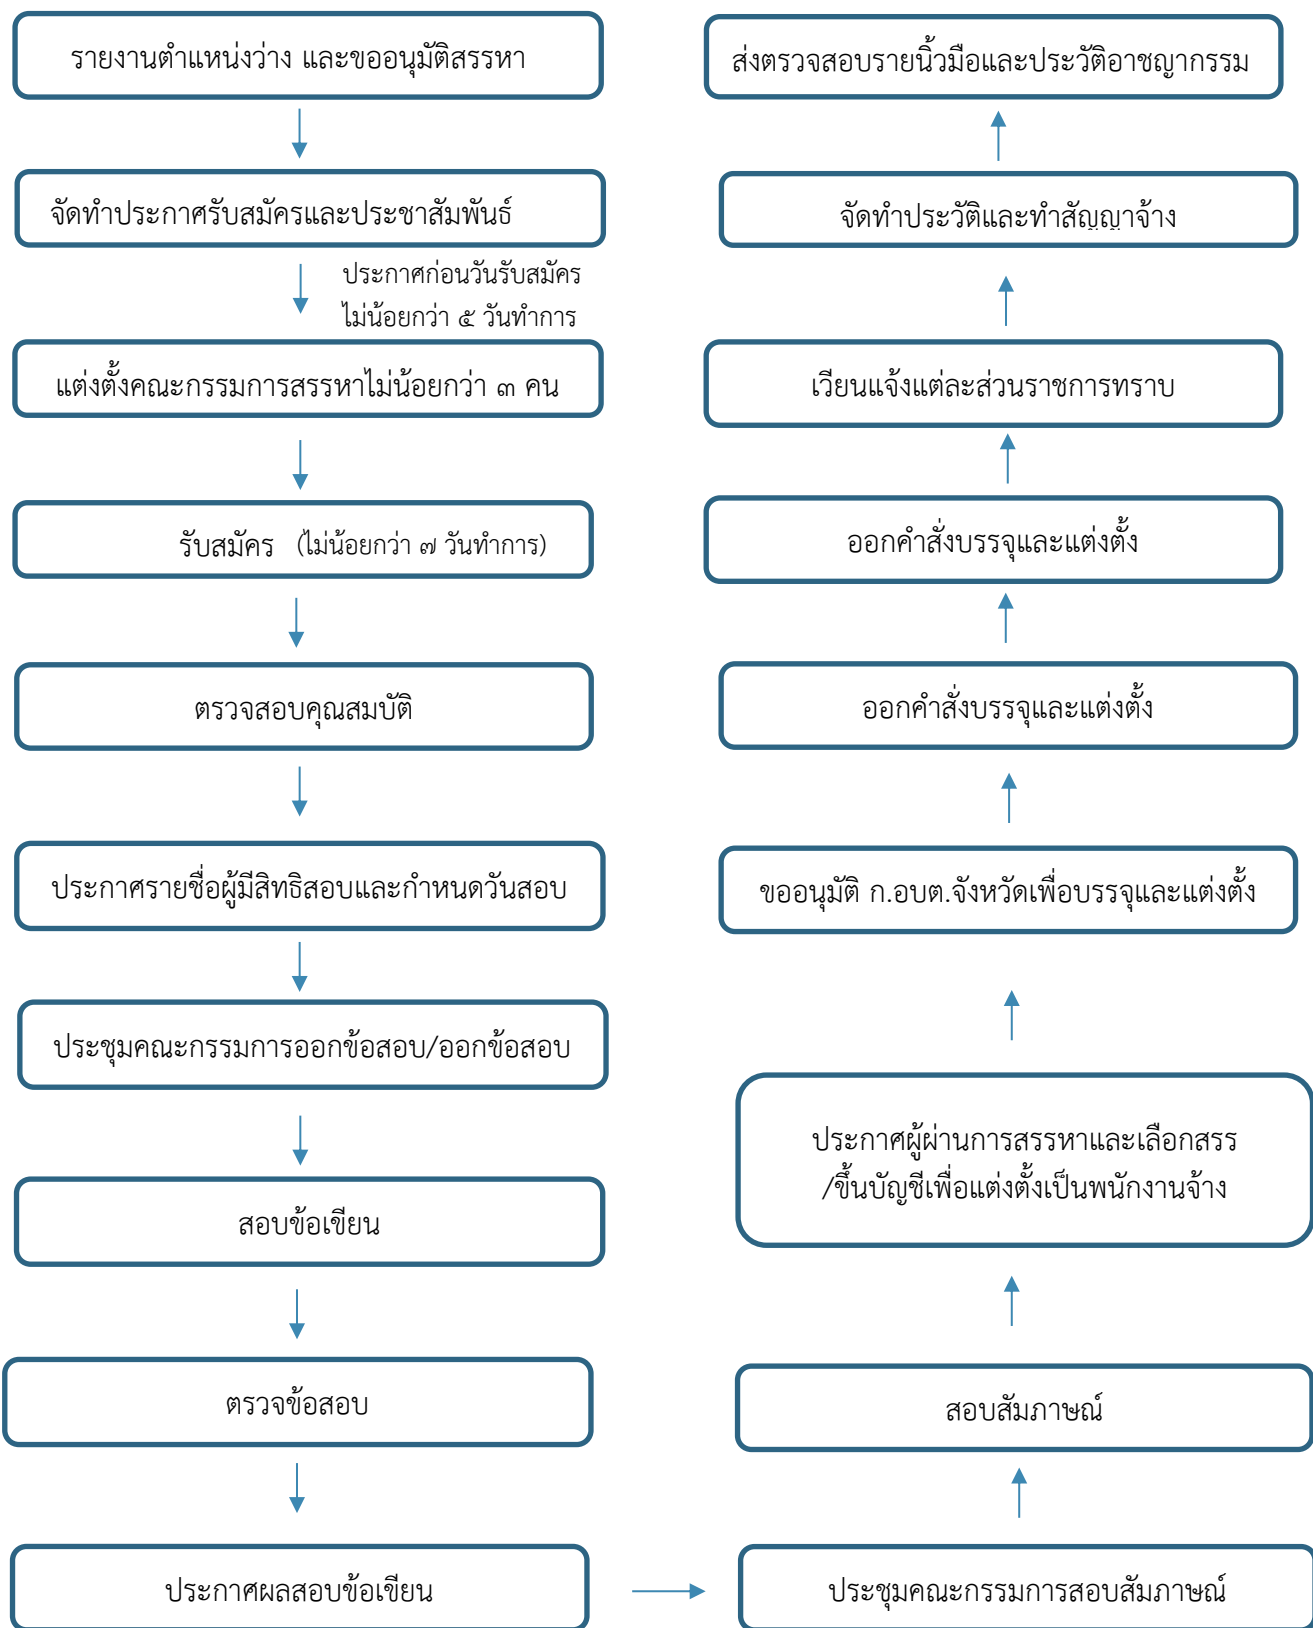 รายงานตำแหน่งว่าง และขออนุมัติสรรหา
จัดทำประกาศรับสมัครและประชาสัมพันธ์
ประกาศก่อนวันรับสมัคร
ไม่น้อยกว่า ๕ วันทำการ
แต่งตั้งคณะกรรมการสรรหาไม่น้อยกว่า ๓ คน
รับสมัคร (ไม่น้อยกว่า ๗ วันทำการ)
ตรวจสอบคุณสมบัติ
ประกาศรายชื่อผู้มีสิทธิสอบและกำหนดวันสอบ
ประชุมคณะกรรมการออกข้อสอบ/ออกข้อสอบ
สอบข้อเขียน
ตรวจข้อสอบ
ประกาศผลสอบข้อเขียน
ประชุมคณะกรรมการสอบสัมภาษณ์
สอบสัมภาษณ์
ประกาศผู้ผ่านการสรรหาและเลือกสรร
/ขึ้นบัญชีเพื่อแต่งตั้งเป็นพนักงานจ้าง
ขออนุมัติ ก.อบต.จังหวัดเพื่อบรรจุและแต่งตั้ง
ออกคำสั่งบรรจุและแต่งตั้ง
ออกคำสั่งบรรจุและแต่งตั้ง
เวียนแจ้งแต่ละส่วนราชการทราบ
จัดทำประวัติและทำสัญญาจ้าง
ส่งตรวจสอบรายนิ้วมือและประวัติอาชญากรรม